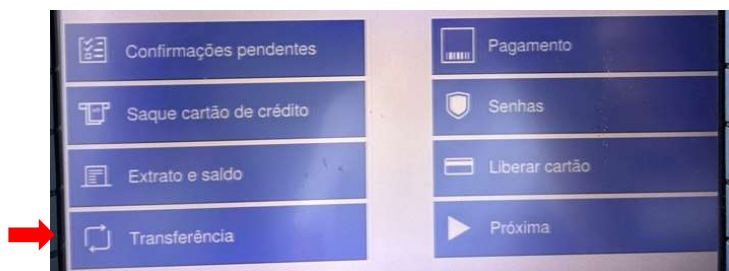 Confirmações pendentes
Saque cartão de crédito
Extrato e saldo
Transferência
Pagamento
Senhas
Liberar cartão
Próxima